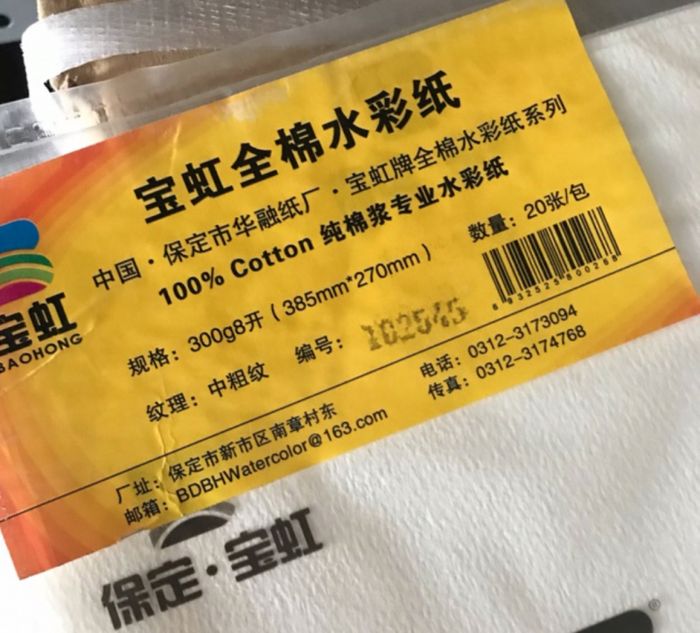 宝虹全棉水彩纸
中国·保定市华融纸厂·宝虹牌全棉水彩纸系列
100% Cotton 纯棉浆专业水彩纸
数量：20张/包
规格：300g8开（385mm*270mm）
6932525800268
纹理：中粗纹
编号：102545
电话：0312-3173094
传真：0312-3174768
厂址：保定市新市区南章村东
邮箱：BDBHWatercolor@163.com
宝虹
BAOHONG
保定·宝虹
®